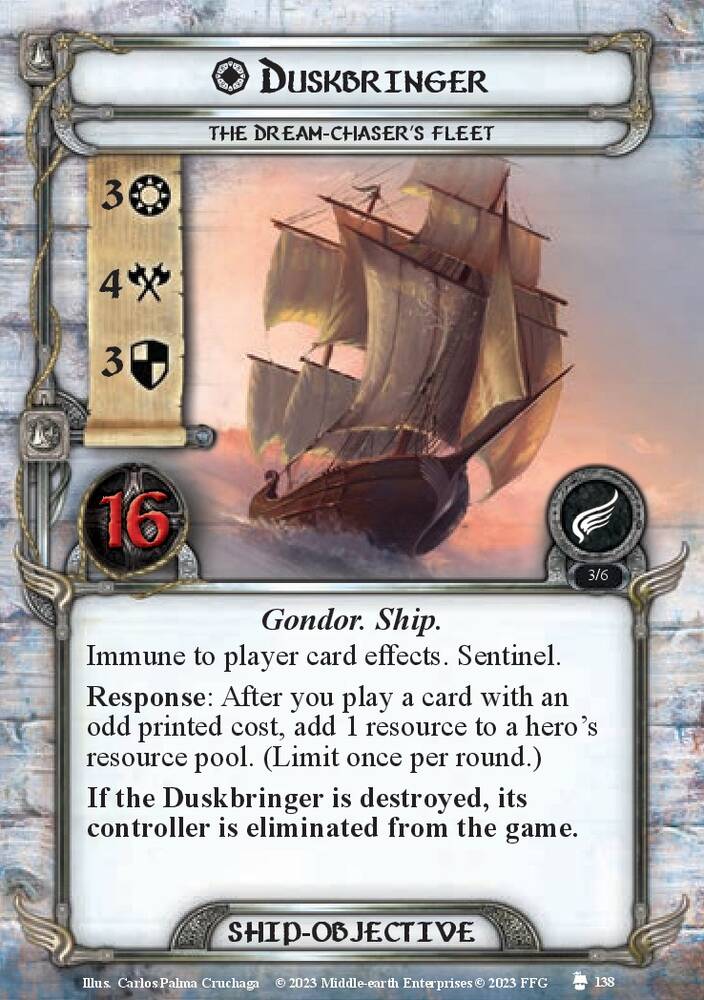 DUSKBRINGER
THE DREAM-CHASER'S FLEET
3
4
3
16
3/6
Gondor. Ship.
Immune to player card effects. Sentinel.
Response: After you play a card with an
odd printed cost, add 1 resource to a hero's
resource pool. (Limit once per round.)
If the Duskbringer is destroyed, its
controller is eliminated from the game.
SHIP-OBJECTIVE
Illus. Carlos Palma Cruchaga © 2023 Middle-earth Enterprises © 2023 FFG 138